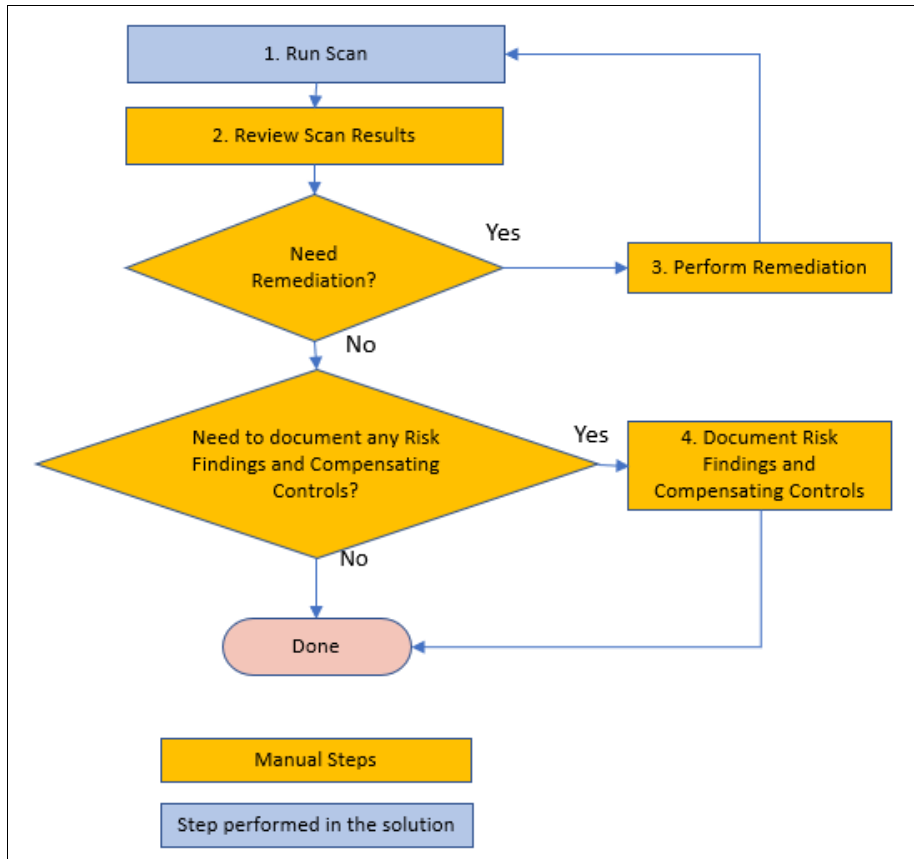 1. Run Scan
2. Review Scan Results
Need
Remediation?
Yes
3. Perform Remediation
No
Need to document any Risk
Findings and Compensating
Controls?
Yes
4. Document Risk
Findings and
Compensating Controls
No
Done
Manual Steps
Step performed in the solution